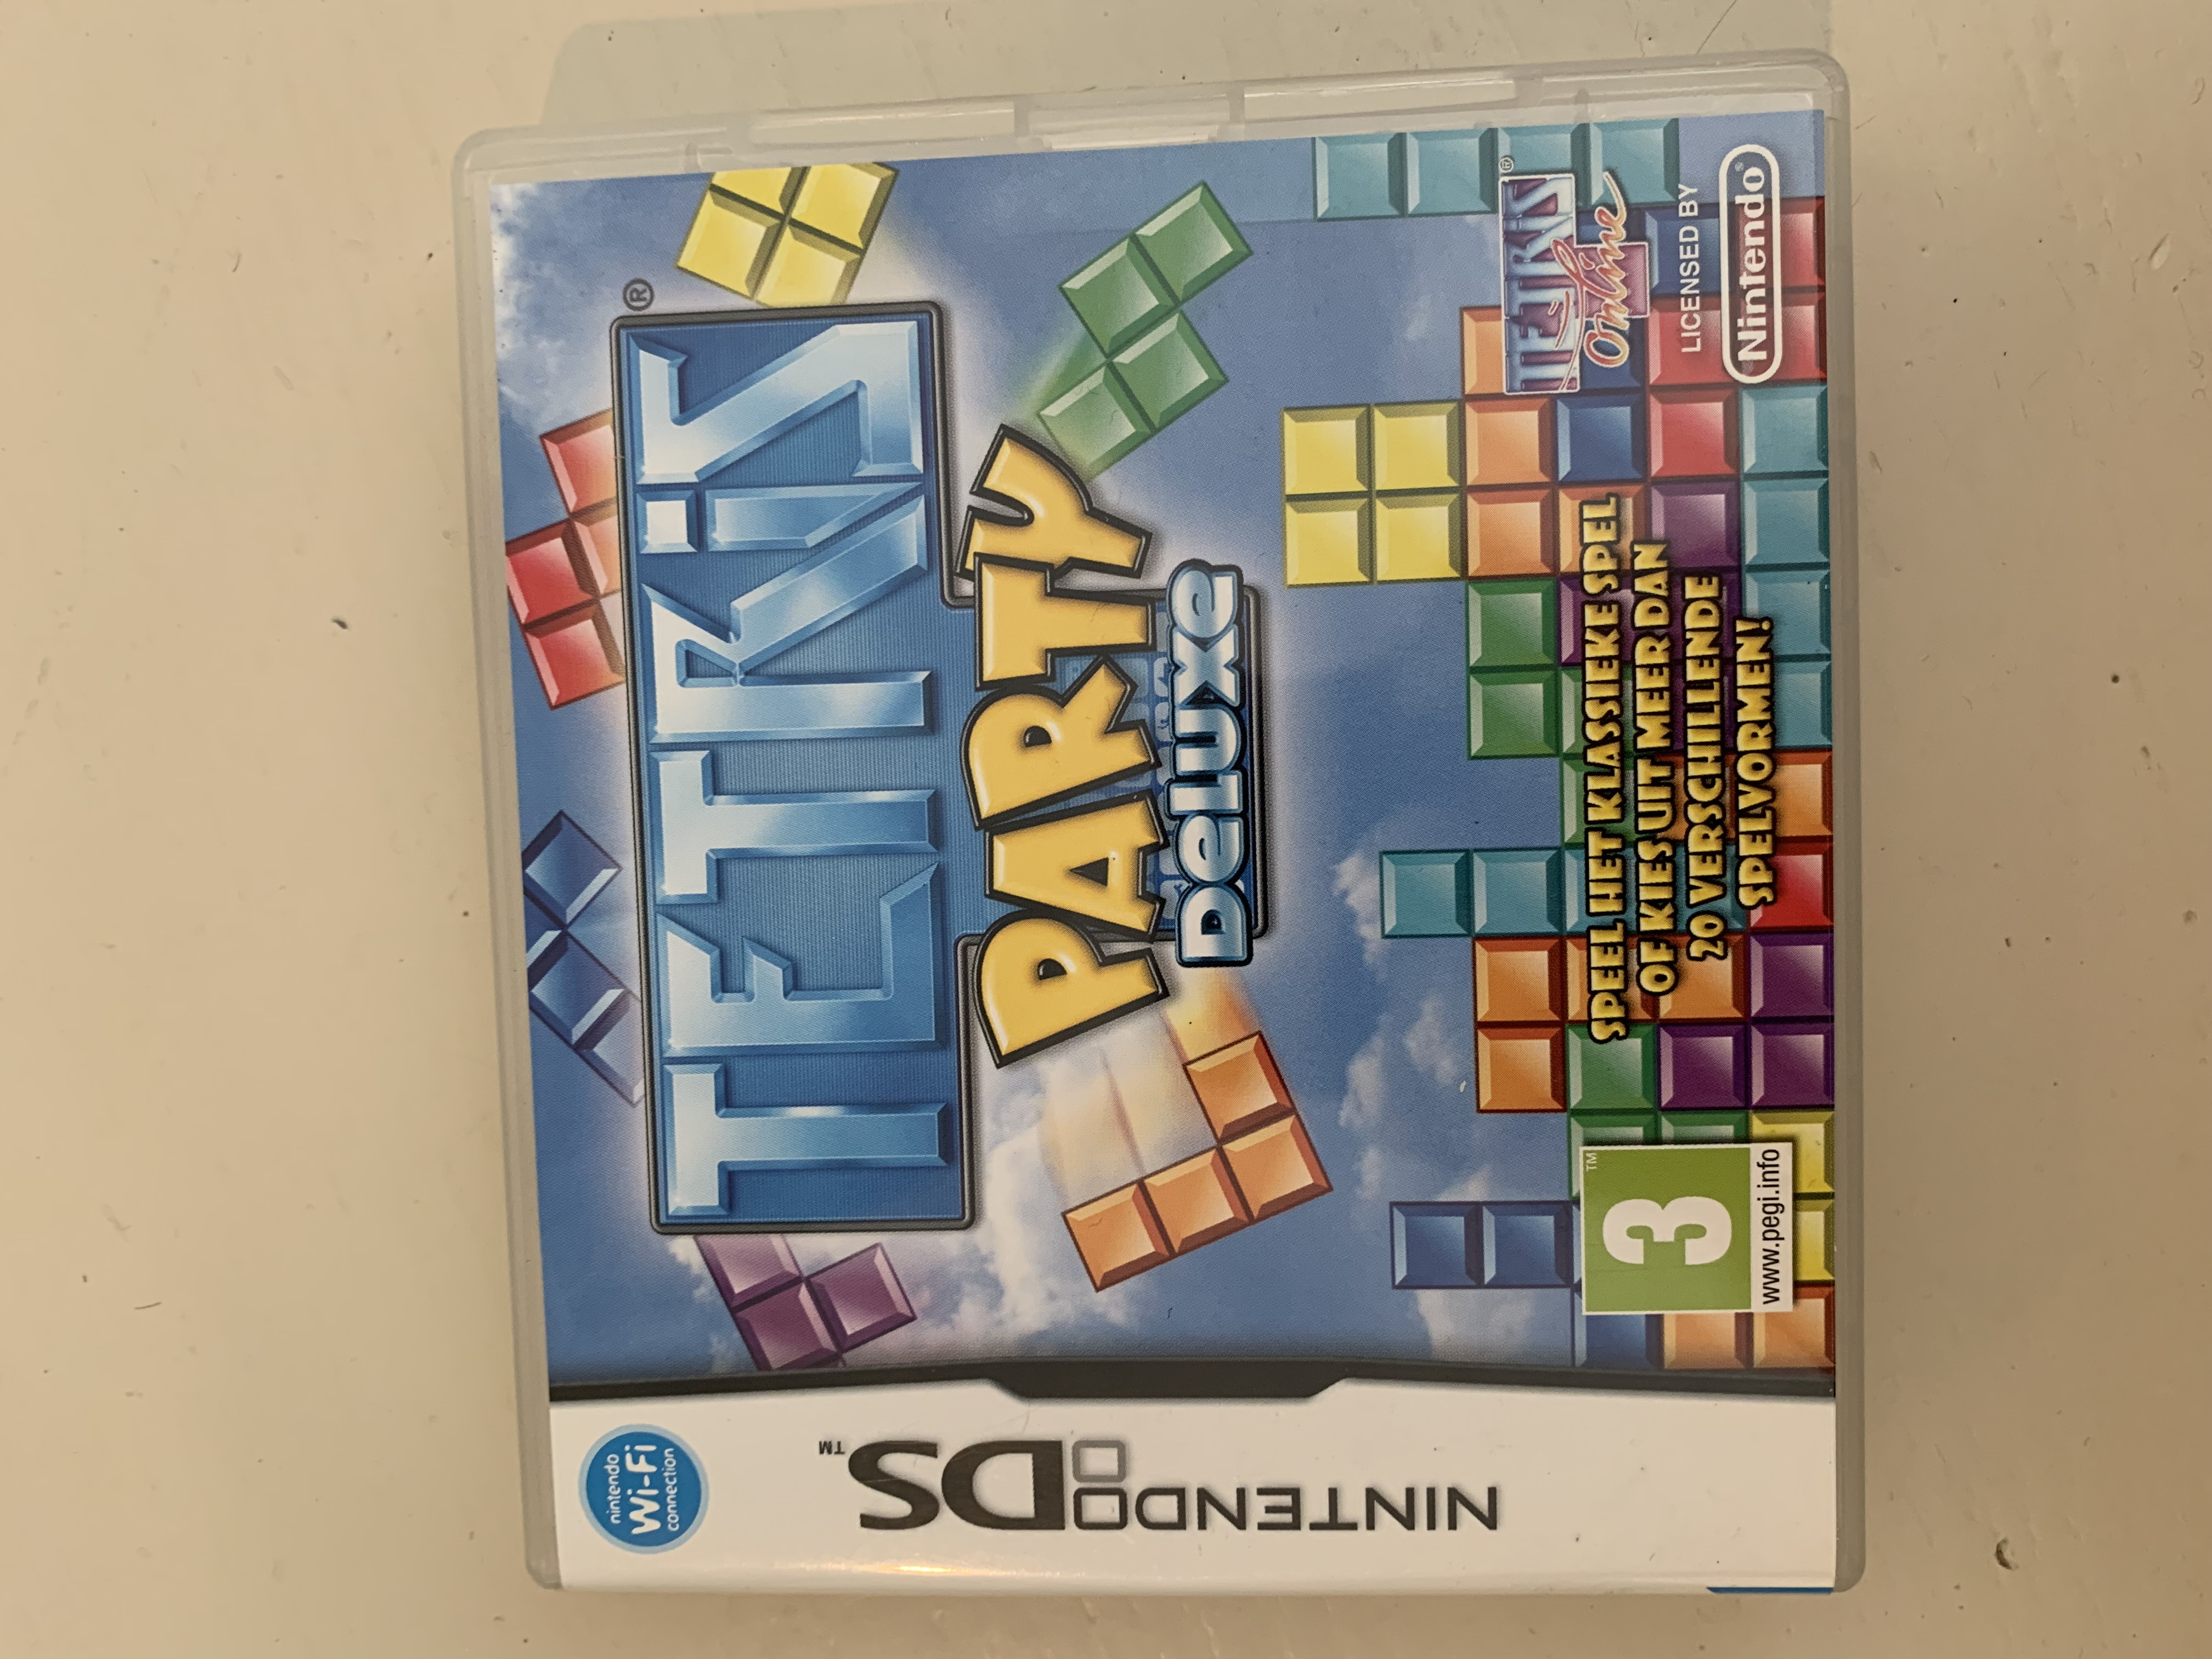 nintendo
Wi-Fi
connection
NINTENDO DS™
TETRIS®
PARTY
DELUXE
3™
www.pegi.info
SPEEL HET KLASSIEKE SPEL
OF KIES UIT MEER DAN
20 VERSCHILLENDE
SPELVORMEN!
TETRIS®
Online
LICENSED BY
Nintendo®